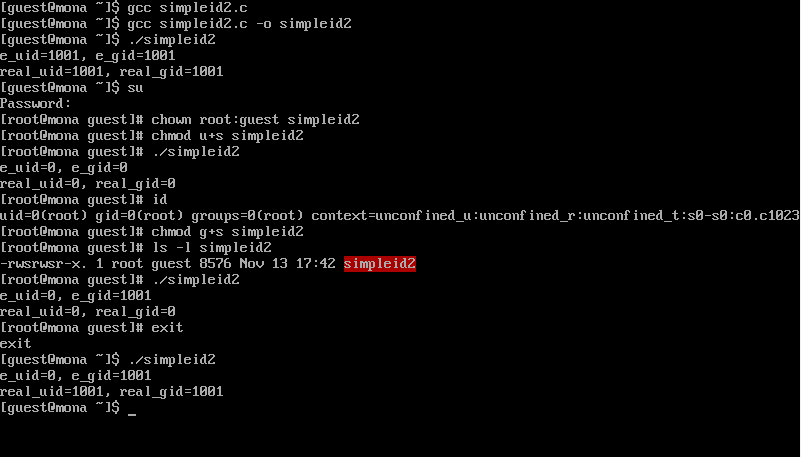 [guest@mona ~]$ gcc simpleid2.c
[guest@mona ~]$ gcc simpleid2.c -o simpleid2
[guest@mona ~]$ ./simpleid2
e_uid=1001, e_gid=1001
real_uid=1001, real_gid=1001
[guest@mona ~]$ su
Password:
[root@mona guest]# chown root:guest simpleid2
[root@mona guest]# chmod u+s simpleid2
[root@mona guest]# ./simpleid2
e_uid=0, e_gid=0
real_uid=0, real_gid=0
[root@mona guest]# id
uid=0(root) gid=0(root) groups=0(root) context=unconfined_u:unconfined_r:unconfined_t:s0-s0:c0.c1023
[root@mona guest]# chmod g+s simpleid2
[root@mona guest]# ls -l simpleid2
-rwsrwsr-x. 1 root guest 8576 Nov 13 17:42 simpleid2
[root@mona guest]# ./simpleid2
e_uid=0, e_gid=1001
real_uid=0, real_gid=0
[root@mona guest]# exit
exit
[guest@mona ~]$ ./simpleid2
e_uid=0, e_gid=1001
real_uid=1001, real_gid=1001
[guest@mona ~]$ _